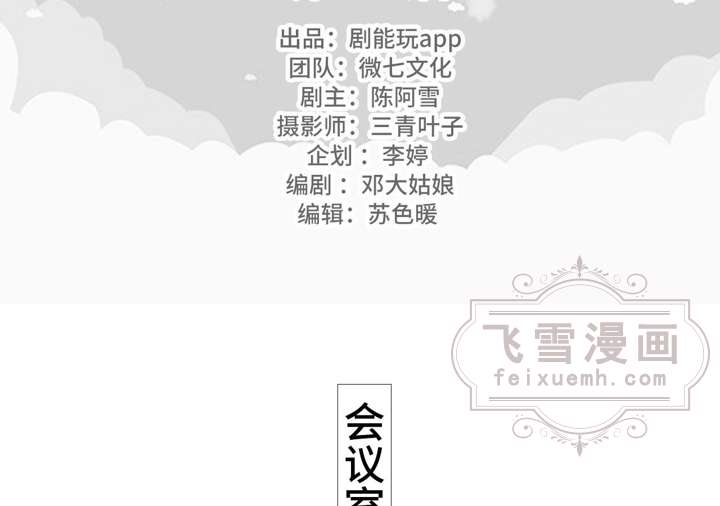 出品：剧能玩app
团队：微七文化
剧主：陈阿雪
摄影师：三青叶子
企划 ：李婷
编剧 ：邓大姑娘
编辑：苏色暖
飞雪漫画
feixuemh.com
会议室